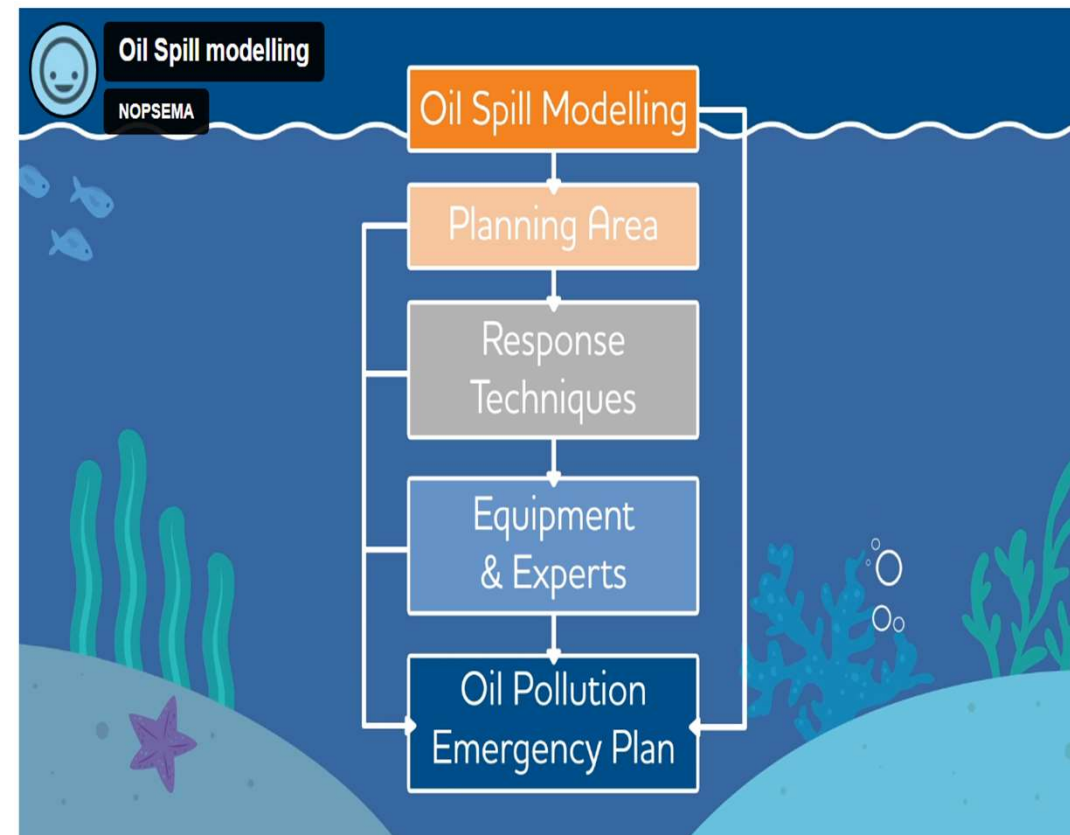 Oil Spill modelling
NOPSEMA
Oil Spill Modelling
Planning Area
Response
Techniques
Equipment
& Experts
Oil Pollution
Emergency Plan